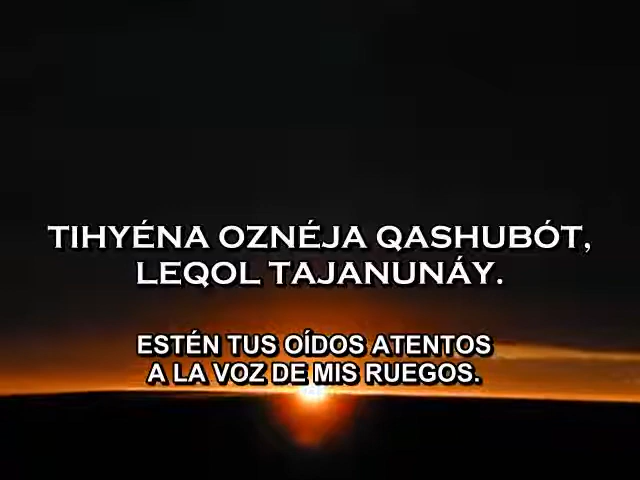 TIHYÉNA OZNÉJA QASHUBÓT,
LEQOL TAJANUNÁY.
ESTÉN TUS OÍDOS ATENTOS
A LA VOZ DE MIS RUEGOS.